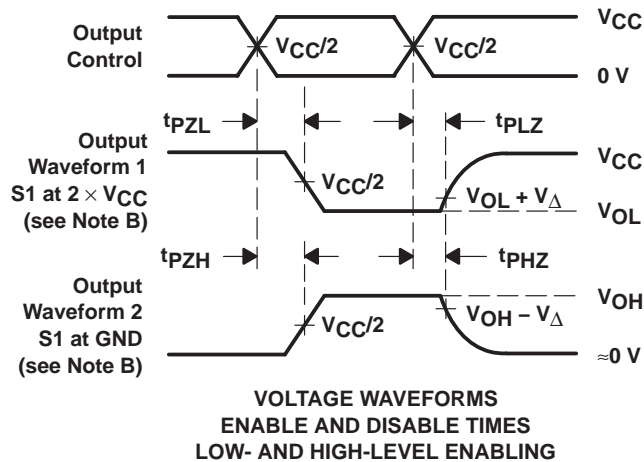 Output
Control
VCC/2
VCC/2
VCC
0 V
tPZL
tPLZ
Output
Waveform 1
S1 at 2 × VCC
(see Note B)
VCC/2
VCC
VOL + VΔ
VOL
tPZH
tPHZ
Output
Waveform 2
S1 at GND
(see Note B)
VCC/2
VOH
VOH − VΔ
≈0 V
VOLTAGE WAVEFORMS
ENABLE AND DISABLE TIMES
LOW- AND HIGH-LEVEL ENABLING